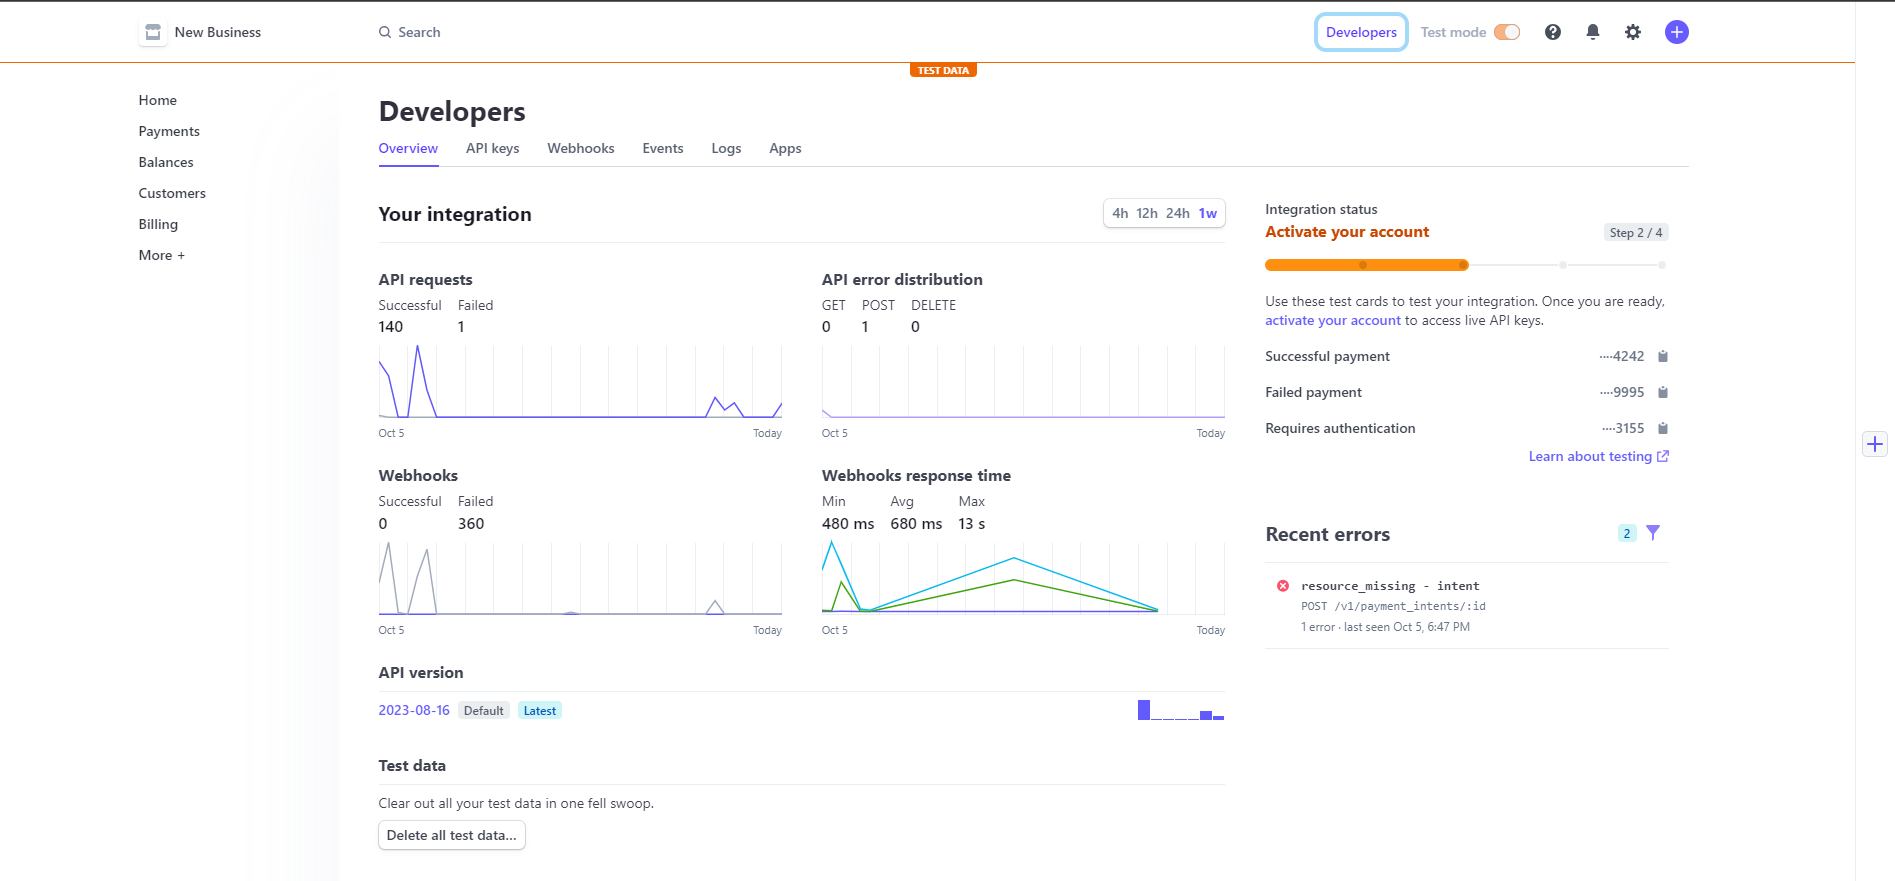 New Business
Search
Developers
Test mode
TEST DATA
Home
Payments
Balances
Customers
Billing
More +
Developers
Overview
API keys
Webhooks
Events
Logs
Apps
Your integration
4h 12h 24h 1w
API requests
Successful Failed
140 1
Oct 5 Today
API error distribution
GET POST DELETE
0 1 0
Oct 5 Today
Webhooks
Successful Failed
0 360
Oct 5 Today
Webhooks response time
Min Avg Max
480 ms 680 ms 13 s
Oct 5 Today
API version
2023-08-16 Default Latest
Test data
Clear out all your test data in one fell swoop.
Delete all test data...
Integration status
Activate your account
Step 2 / 4
Use these test cards to test your integration. Once you are ready,
activate your account to access live API keys.
Successful payment ····4242
Failed payment ····9995
Requires authentication ····3155
Learn about testing
Recent errors
2
resource_missing - intent
POST /v1/payment_intents/:id
1 error · last seen Oct 5, 6:47 PM